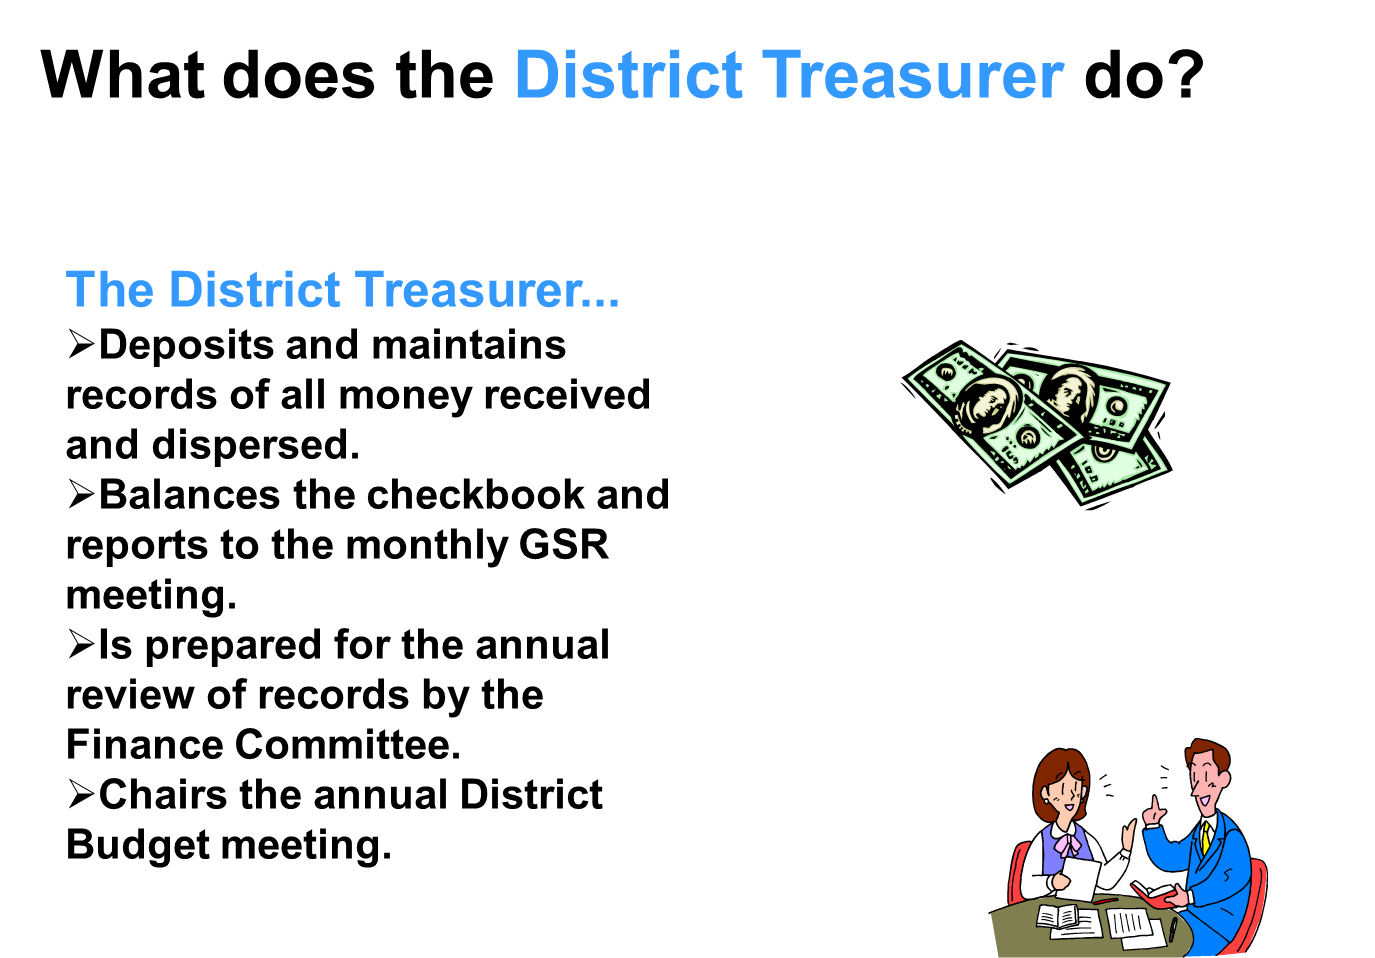 What does the District Treasurer do?
The District Treasurer...
➢Deposits and maintains
records of all money received
and dispersed.
➢Balances the checkbook and
reports to the monthly GSR
meeting.
➢Is prepared for the annual
review of records by the
Finance Committee.
➢Chairs the annual District
Budget meeting.